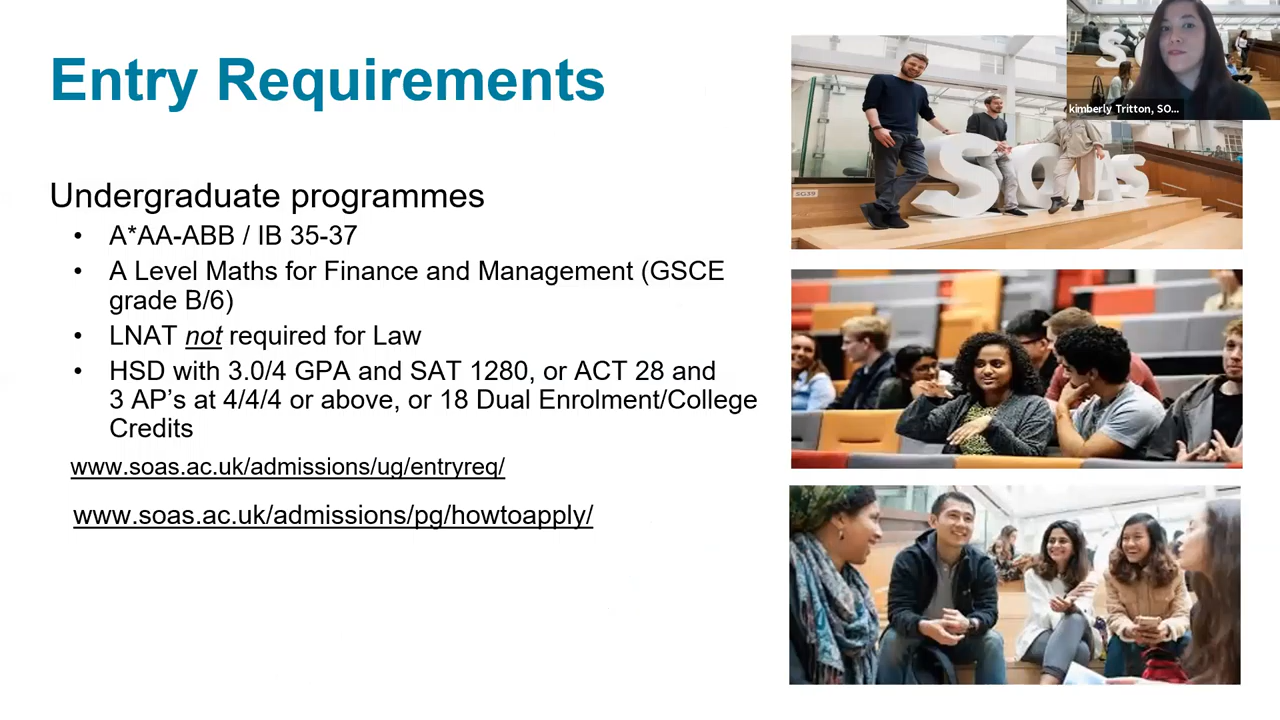 Entry Requirements
Undergraduate programmes
• A*AA-ABB / IB 35-37
• A Level Maths for Finance and Management (GSCE
grade B/6)
• LNAT not required for Law
• HSD with 3.0/4 GPA and SAT 1280, or ACT 28 and
3 AP’s at 4/4/4 or above, or 18 Dual Enrolment/College
Credits
www.soas.ac.uk/admissions/ug/entryreq/
www.soas.ac.uk/admissions/pg/howtoapply/
kimberly Tritton, SO...
SG39
SOAS